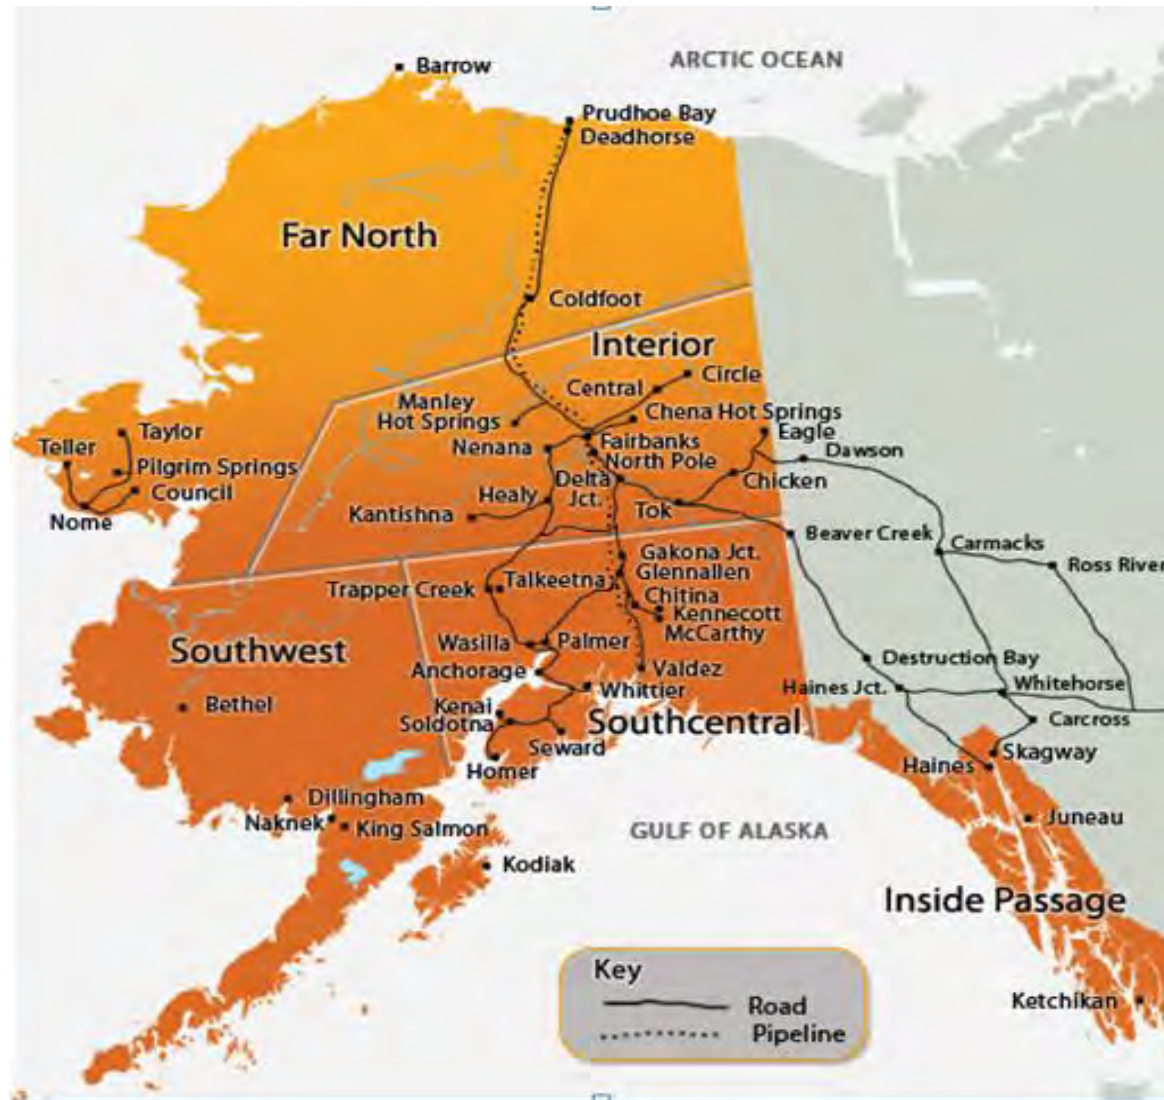 Barrow
ARCTIC OCEAN
Prudhoe Bay
Deadhorse
Far North
Coldfoot
Interior
Circle
Central
Manley
Hot Springs
Chena Hot Springs
Eagle
Taylor
Teller
Nenana
Fairbanks
North Pole
Dawson
Pilgrim Springs
Council
Delta
Jct.
Chicken
Healy
Kantishna
Tok
Nome
Beaver Creek
Carmacks
Gakona Jct.
Glennallen
Ross River
Trapper Creek
Talkeetna
Chitina
Kennecott
McCarthy
Southwest
Wasilla
Palmer
Anchorage
Valdez
Destruction Bay
Haines Jct.
Whitehorse
Whittier
Bethel
Kenai
Soldotna
Southcentral
Carcross
Seward
Skagway
Homer
Haines
Dillingham
Naknek
King Salmon
GULF OF ALASKA
Juneau
Kodiak
Inside Passage
Key
Road
Pipeline
Ketchikan